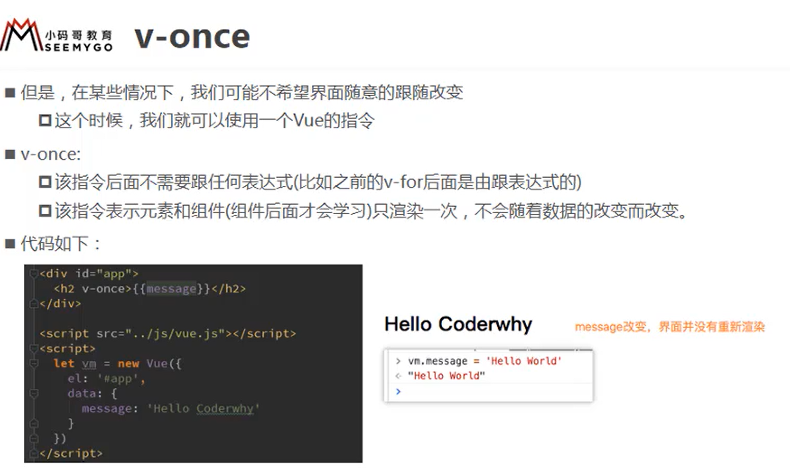 小码哥教育
SEEMYGO
v-once
但是，在某些情况下，我们可能不希望界面随意的跟随改变
这个时候，我们就可以使用一个Vue的指令
v-once:
该指令后面不需要跟任何表达式(比如之前的v-for后面是由跟表达式的)
该指令表示元素和组件(组件后面才会学习)只渲染一次，不会随着数据的改变而改变。
代码如下：
<div id="app">
<h2 v-once>{{message}}</h2>
</div>
<script src="../js/vue.js"></script>
<script>
let vm = new Vue({
el: '#app',
data: {
message: 'Hello Coderwhy'
}
})
</script>
Hello Coderwhy
message改变，界面并没有重新渲染
> vm.message = 'Hello World'
< "Hello World"
>